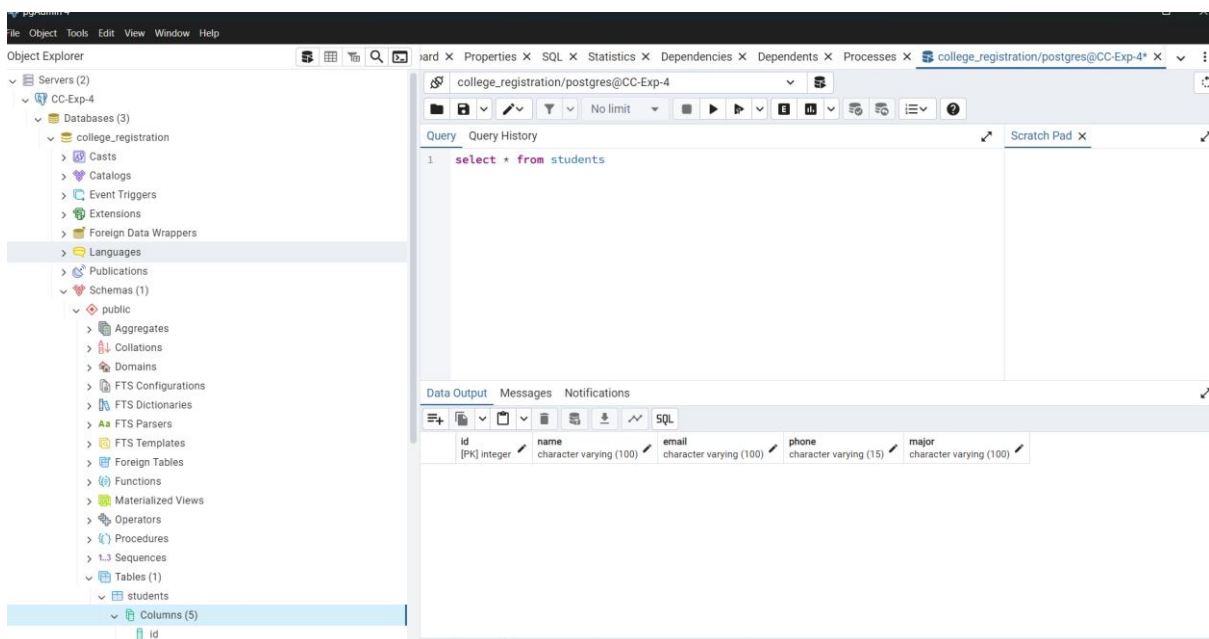 pgAdmin 4
File Object Tools Edit View Window Help
Object Explorer
Servers (2)
CC-Exp-4
Databases (3)
college_registration
Casts
Catalogs
Event Triggers
Extensions
Foreign Data Wrappers
Languages
Publications
Schemas (1)
public
Aggregates
Collations
Domains
FTS Configurations
FTS Dictionaries
FTS Parsers
FTS Templates
Foreign Tables
Functions
Materialized Views
Operators
Procedures
1..3 Sequences
Tables (1)
students
Columns (5)
id
Properties SQL Statistics Dependencies Dependents Processes college_registration/postgres@CC-Exp-4*
college_registration/postgres@CC-Exp-4
No limit
Query Query History
Scratch Pad
1 select * from students
Data Output Messages Notifications
SQL
id name email phone major
[PK] integer character varying (100) character varying (100) character varying (15) character varying (100)